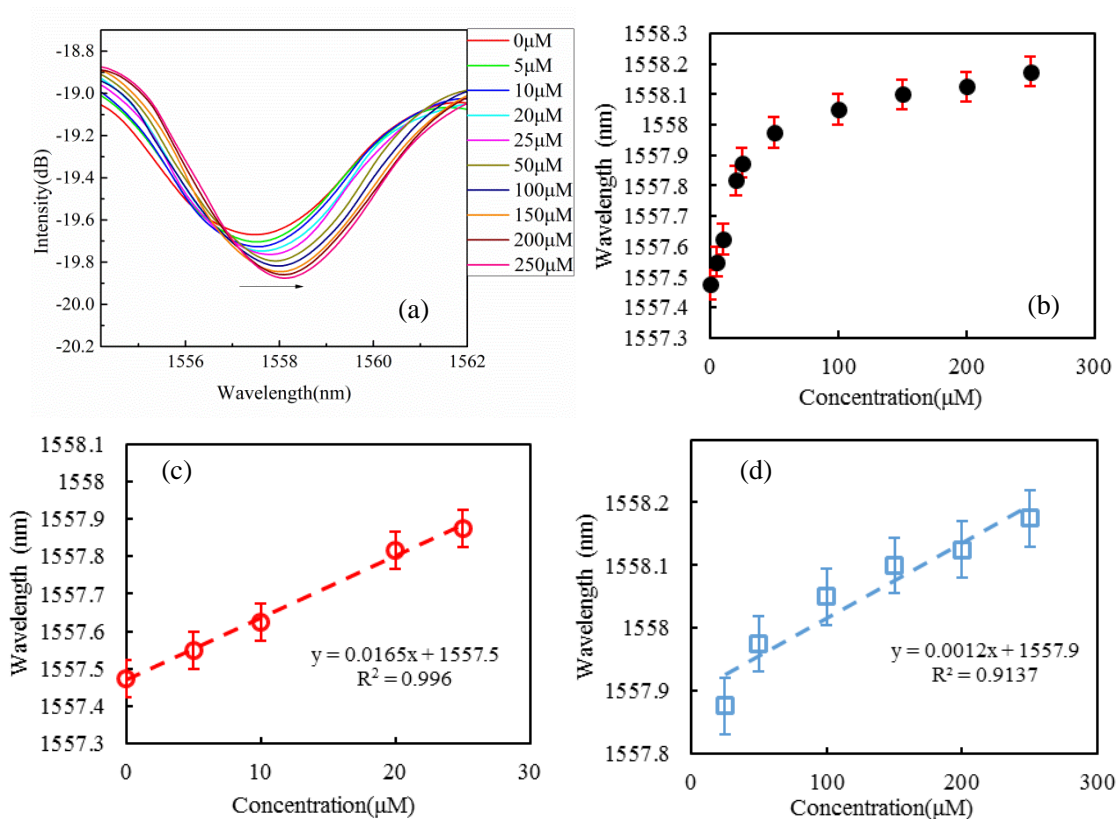 -18.8
-19.0
-19.2
-19.4
-19.6
-19.8
-20.0
-20.2
Intensity(dB)
1556
1558
1560
1562
Wavelength(nm)
0μM
5μM
10μM
20μM
25μM
50μM
100μM
150μM
200μM
250μM
(a)
1558.3
1558.2
1558.1
1558
1557.9
1557.8
1557.7
1557.6
1557.5
1557.4
1557.3
Wavelength (nm)
0
100
200
300
Concentration(μM)
(b)
1558.1
1558
1557.9
1557.8
1557.7
1557.6
1557.5
1557.4
1557.3
Wavelength (nm)
0
10
20
30
Concentration(μM)
(c)
y = 0.0165x + 1557.5
R² = 0.996
1558.2
1558.1
1558
1557.9
1557.8
Wavelength (nm)
0
100
200
300
Concentration(μM)
(d)
y = 0.0012x + 1557.9
R² = 0.9137